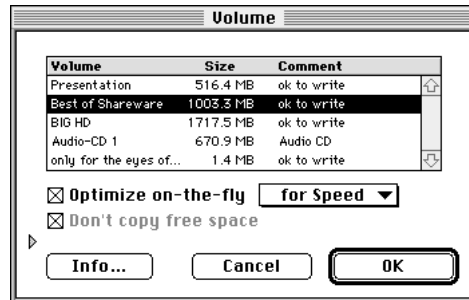 Volume
Volume Size Comment
Presentation 516.4 MB ok to write
Best of Shareware 1003.3 MB ok to write
BIG HD 1717.5 MB ok to write
Audio-CD 1 670.9 MB Audio CD
only for the eyes of... 1.4 MB ok to write
Optimize on-the-fly for Speed
Don't copy free space
Info... Cancel OK